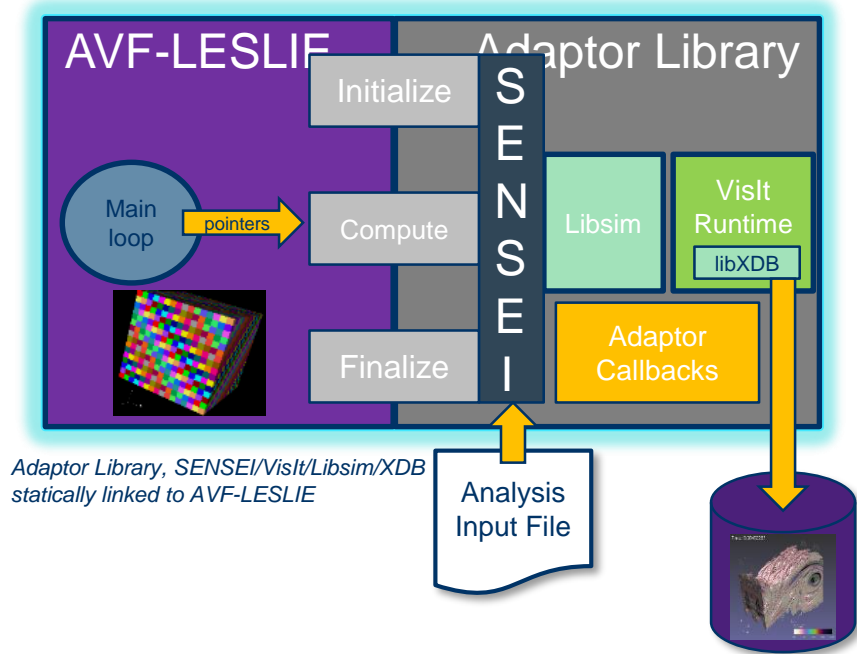 AVF-LESLIE
Adaptor Library
Initialize
S
E
N
S
E
I
Main
loop
pointers
Compute
Libsim
VisIt
Runtime
libXDB
Finalize
Adaptor
Callbacks
Adaptor Library, SENSEI/VisIt/Libsim/XDB
statically linked to AVF-LESLIE
Analysis
Input File